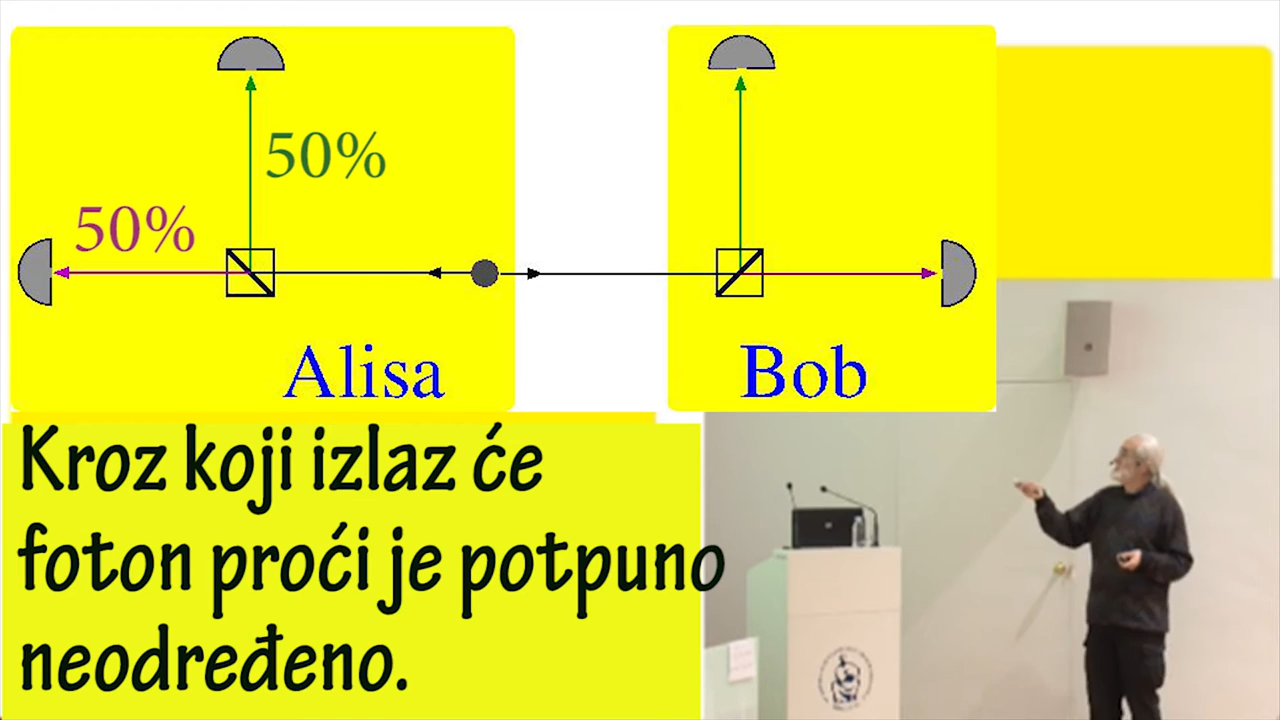 50%
50%
Alisa
Bob
Kroz koji izlaz će
foton proći je potpuno
neodređeno.